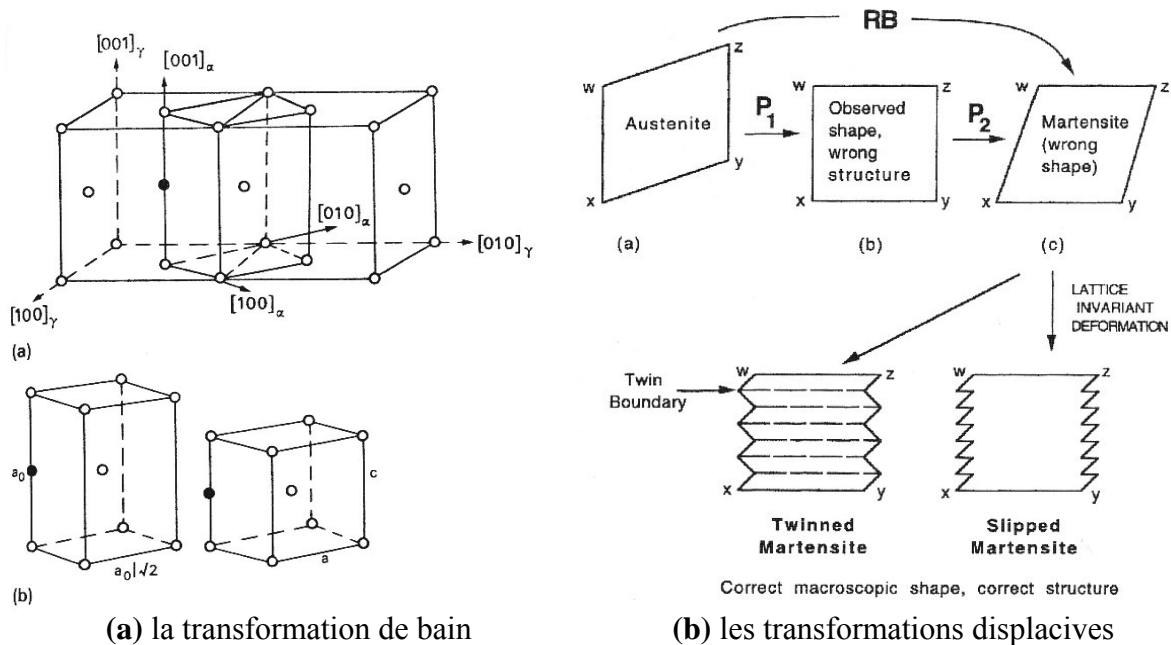 [001]γ
[001]α
[010]α
[010]γ
[100]α
[100]γ
(a)
a₀
a₀|√2
c
a
(b)
RB
w
z
x
y
Austenite
P₁
w
z
x
y
Observed
shape,
wrong
structure
P₂
w
z
x
y
Martensite
(wrong
shape)
(a)
(b)
(c)
LATTICE
INVARIANT
DEFORMATION
Twin
Boundary
w
z
x
y
w
z
x
y
Twinned
Martensite
Slipped
Martensite
Correct macroscopic shape, correct structure
(a) la transformation de bain
(b) les transformations displacives